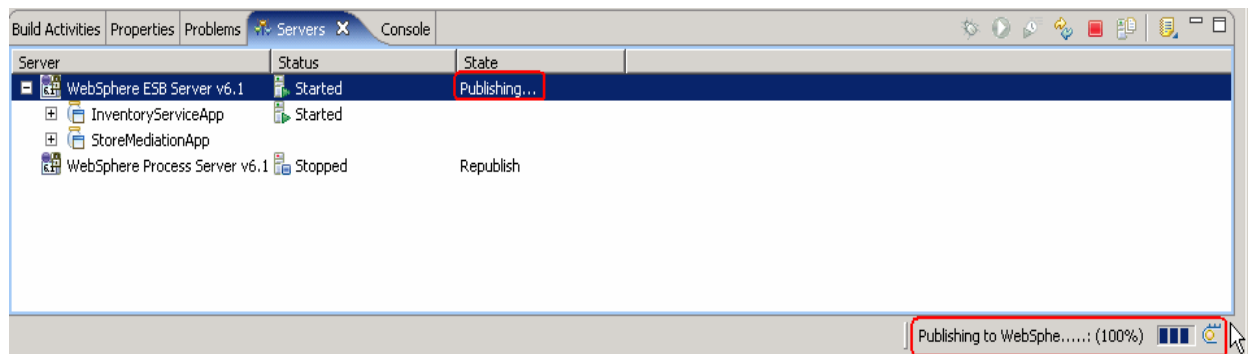 Build Activities Properties Problems Servers X Console
Server Status State
WebSphere ESB Server v6.1 Started Publishing...
InventoryServiceApp Started
StoreMediationApp
WebSphere Process Server v6.1 Stopped Republish
Publishing to WebSphe.....: (100%)